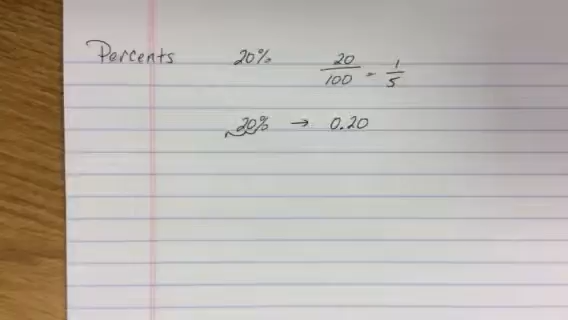 Percents 20% 20/100 = 1/5
20% → 0.20